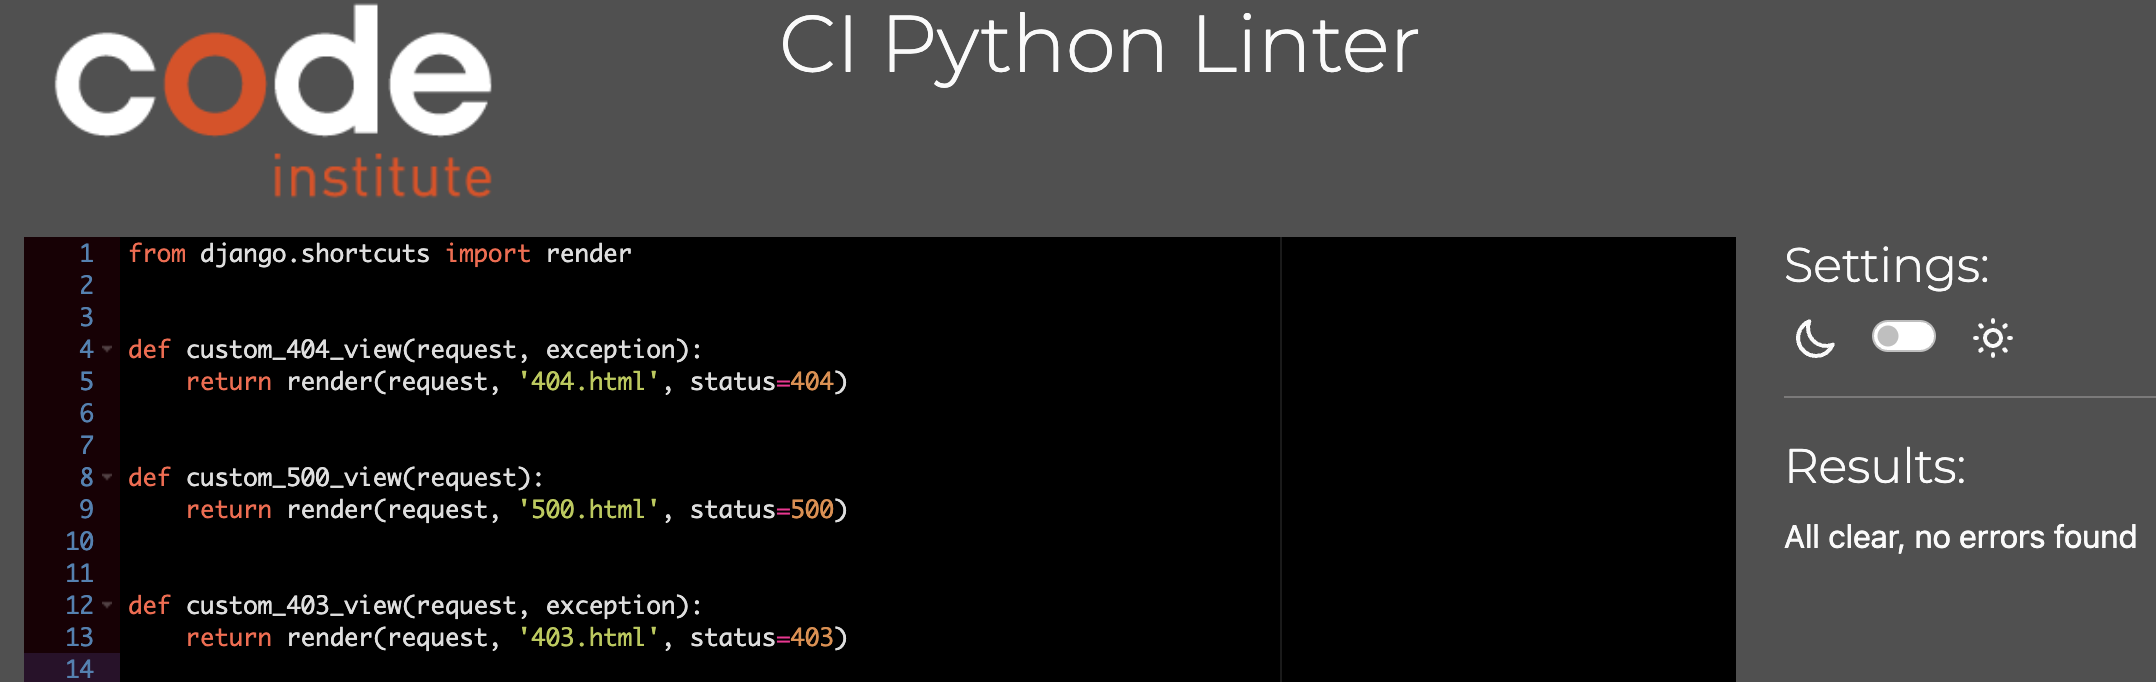 code
institute
CI Python Linter
1 from django.shortcuts import render
2
3
4 def custom_404_view(request, exception):
5     return render(request, '404.html', status=404)
6
7
8 def custom_500_view(request):
9     return render(request, '500.html', status=500)
10
11
12 def custom_403_view(request, exception):
13     return render(request, '403.html', status=403)
14
Settings:
Results:
All clear, no errors found